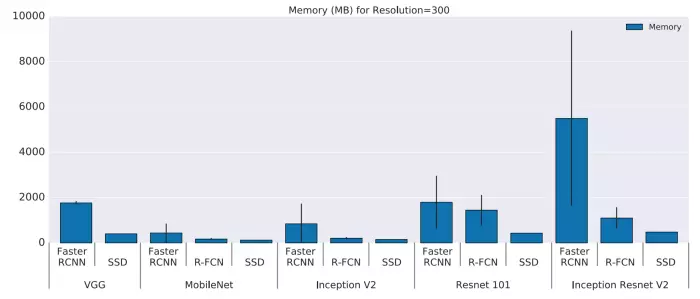 Memory (MB) for Resolution=300
Memory
10000
8000
6000
4000
2000
0
Faster RCNN SSD Faster RCNN R-FCN SSD Faster RCNN R-FCN SSD Faster RCNN R-FCN SSD Faster RCNN R-FCN SSD
VGG MobileNet Inception V2 Resnet 101 Inception Resnet V2